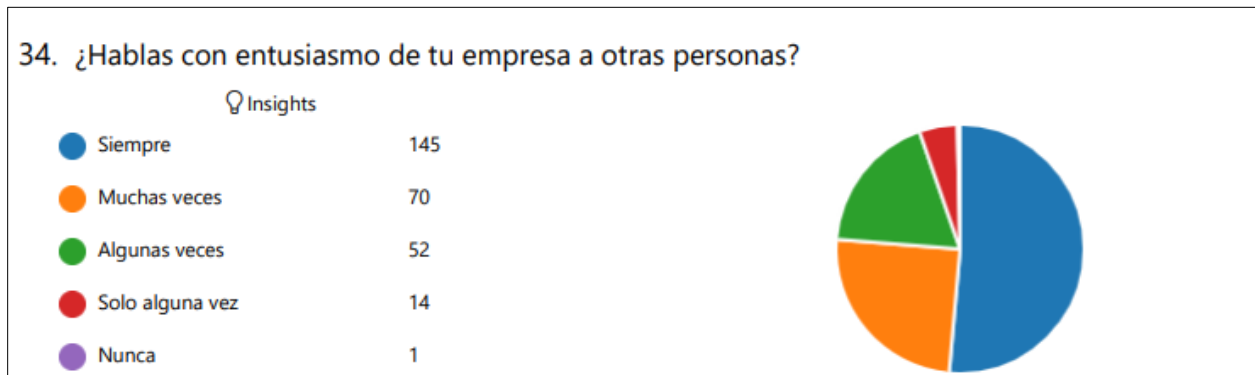 34. ¿Hablas con entusiasmo de tu empresa a otras personas?
Insights
Siempre 145
Muchas veces 70
Algunas veces 52
Solo alguna vez 14
Nunca 1